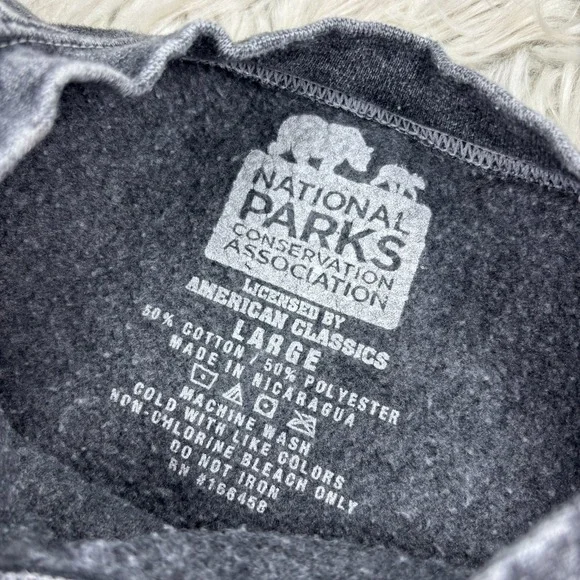 NATIONAL
PARKS
CONSERVATION
ASSOCIATION
LICENSED BY
AMERICAN CLASSICS
LARGE
50% COTTON / 50% POLYESTER
MADE IN NICARAGUA
MACHINE WASH
COLD WITH LIKE COLORS
NON-CHLORINE BLEACH ONLY
DO NOT IRON
RN #166458